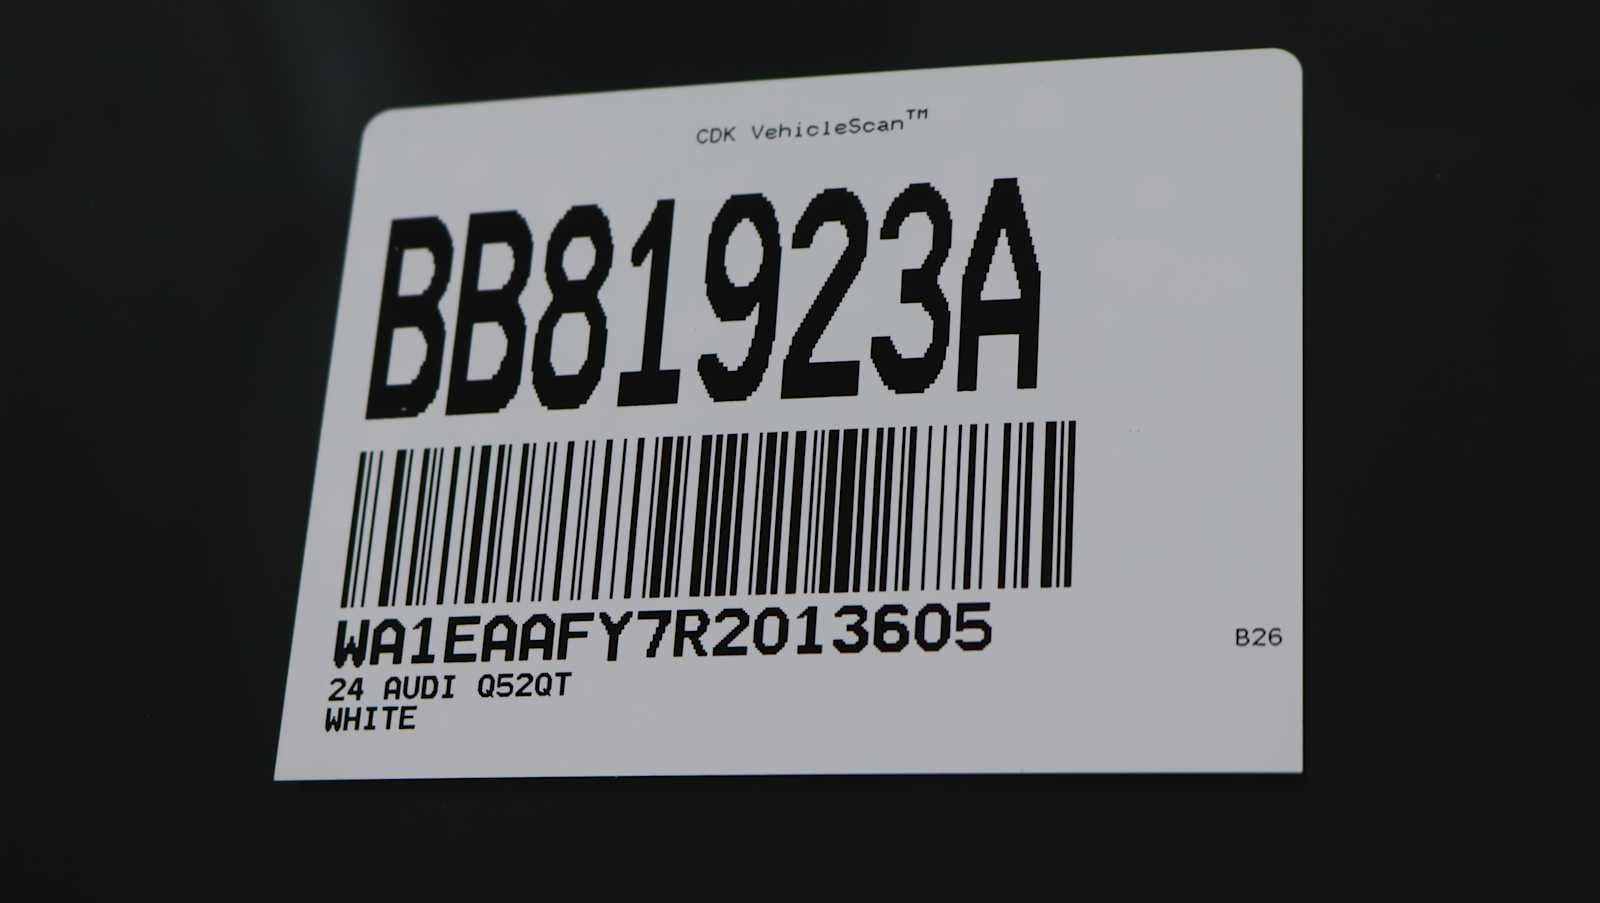 CDK VehicleScan™
BB81923A
WA1EAAFY7R2013605
B26
24 AUDI Q52QT
WHITE